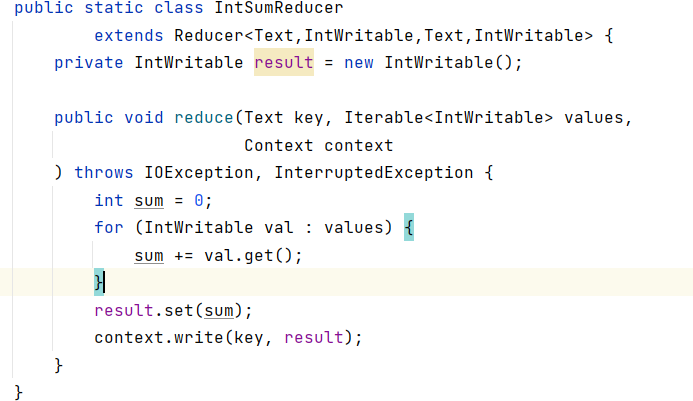 public static class IntSumReducer
        extends Reducer<Text,IntWritable,Text,IntWritable> {
    private IntWritable result = new IntWritable();

    public void reduce(Text key, Iterable<IntWritable> values,
                       Context context
    ) throws IOException, InterruptedException {
        int sum = 0;
        for (IntWritable val : values) {
            sum += val.get();
        }
        result.set(sum);
        context.write(key, result);
    }
}